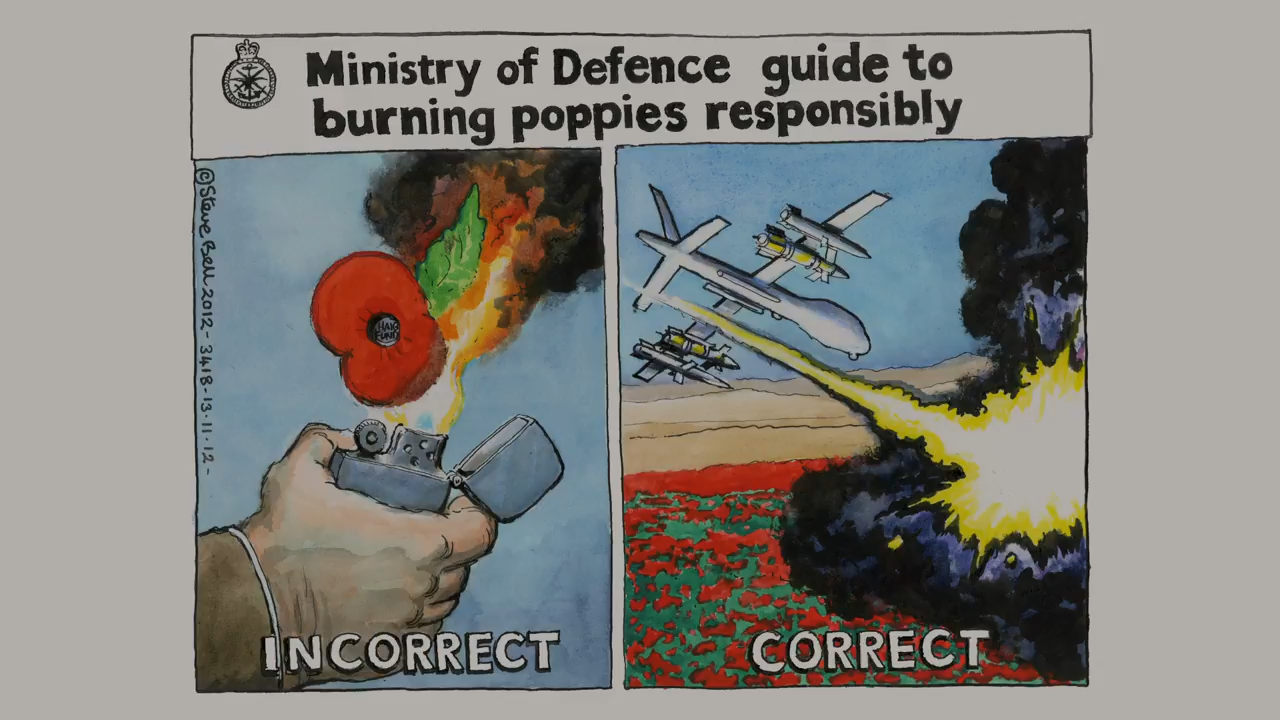 Ministry of Defence guide to
burning poppies responsibly
©Steve Bell 2012-3418-13.11.12-
HAIG
FUND
INCORRECT
CORRECT